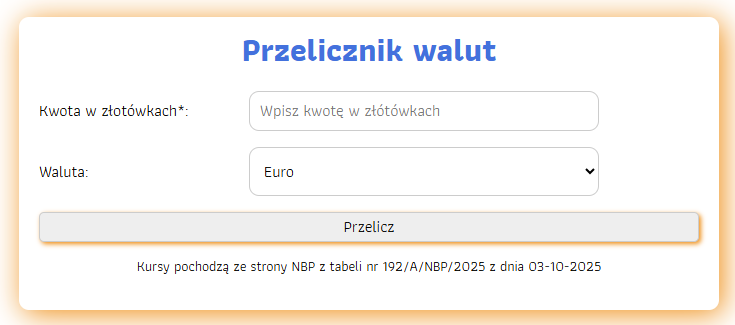 Przelicznik walut
Kwota w złotówkach*:
Wpisz kwotę w złótówkach
Waluta:
Euro
Przelicz
Kursy pochodzą ze strony NBP z tabeli nr 192/A/NBP/2025 z dnia 03-10-2025